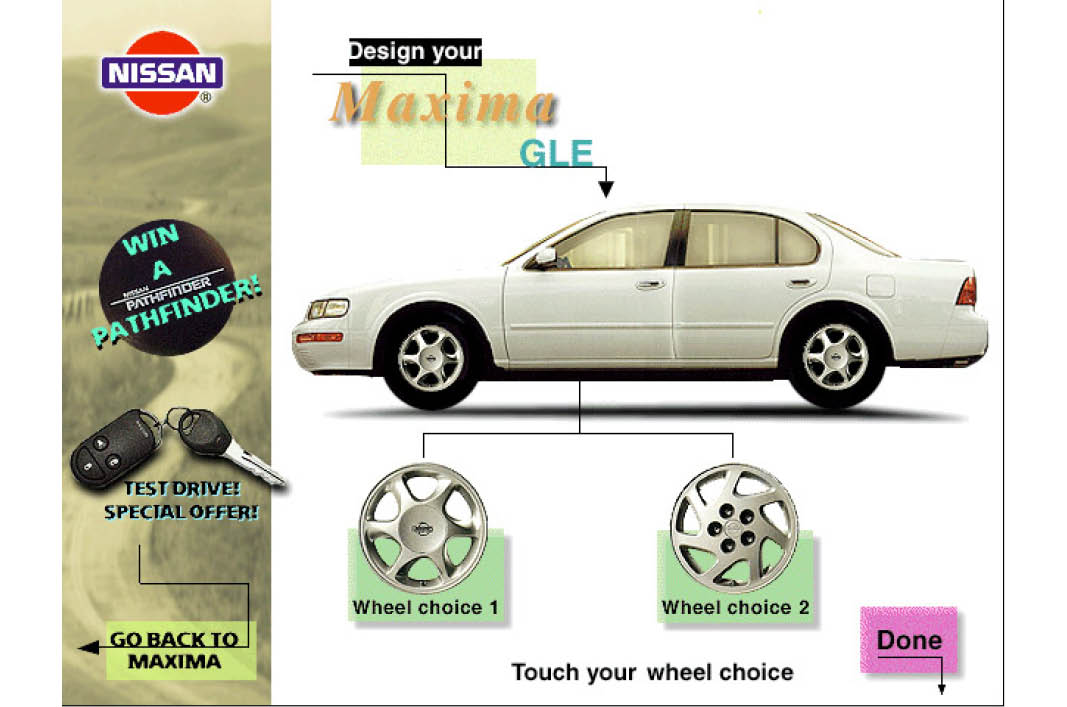 NISSAN
®
Design your
Maxima
GLE
WIN
A
NISSAN
PATHFINDER
PATHFINDER!
TEST DRIVE!
SPECIAL OFFER!
GO BACK TO
MAXIMA
Wheel choice 1
Wheel choice 2
Touch your wheel choice
Done